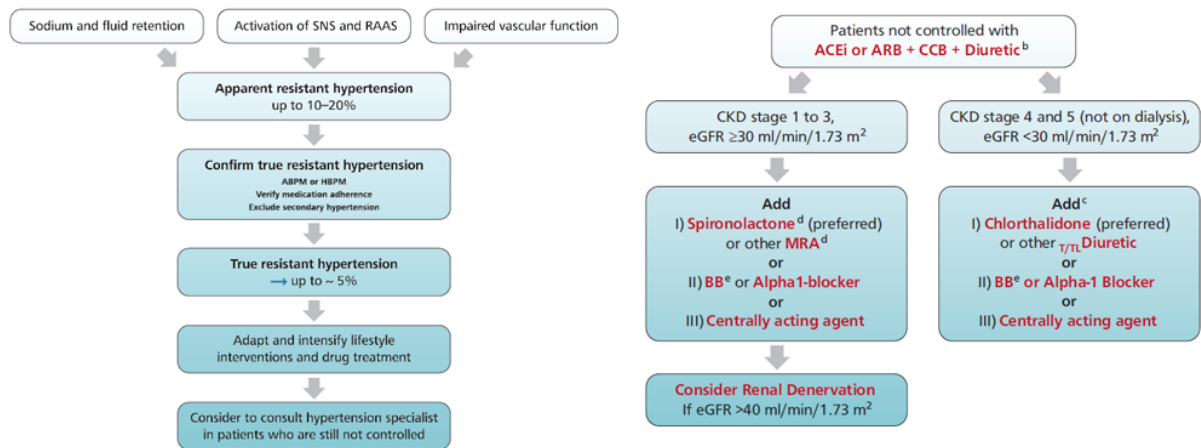 Sodium and fluid retention
Activation of SNS and RAAS
Impaired vascular function
Apparent resistant hypertension
up to 10–20%
Confirm true resistant hypertension
ABPM or HBPM
Verify medication adherence
Exclude secondary hypertension
True resistant hypertension
→ up to ~ 5%
Adapt and intensify lifestyle
interventions and drug treatment
Consider to consult hypertension specialist
in patients who are still not controlled
Patients not controlled with
ACEi or ARB + CCB + Diuretic b
CKD stage 1 to 3,
eGFR ≥30 ml/min/1.73 m²
Add
I) Spironolactone d (preferred)
or other MRA d
or
II) BB e or Alpha1-blocker
or
III) Centrally acting agent
Consider Renal Denervation
If eGFR >40 ml/min/1.73 m²
CKD stage 4 and 5 (not on dialysis),
eGFR <30 ml/min/1.73 m²
Add c
I) Chlorthalidone (preferred)
or other T/TL Diuretic
or
II) BB e or Alpha-1 Blocker
or
III) Centrally acting agent